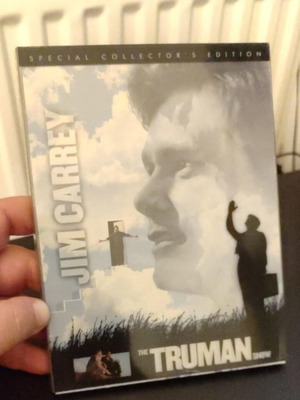 SPECIAL COLLECTOR'S EDITION
JIM CARREY
THE TRUMAN SHOW